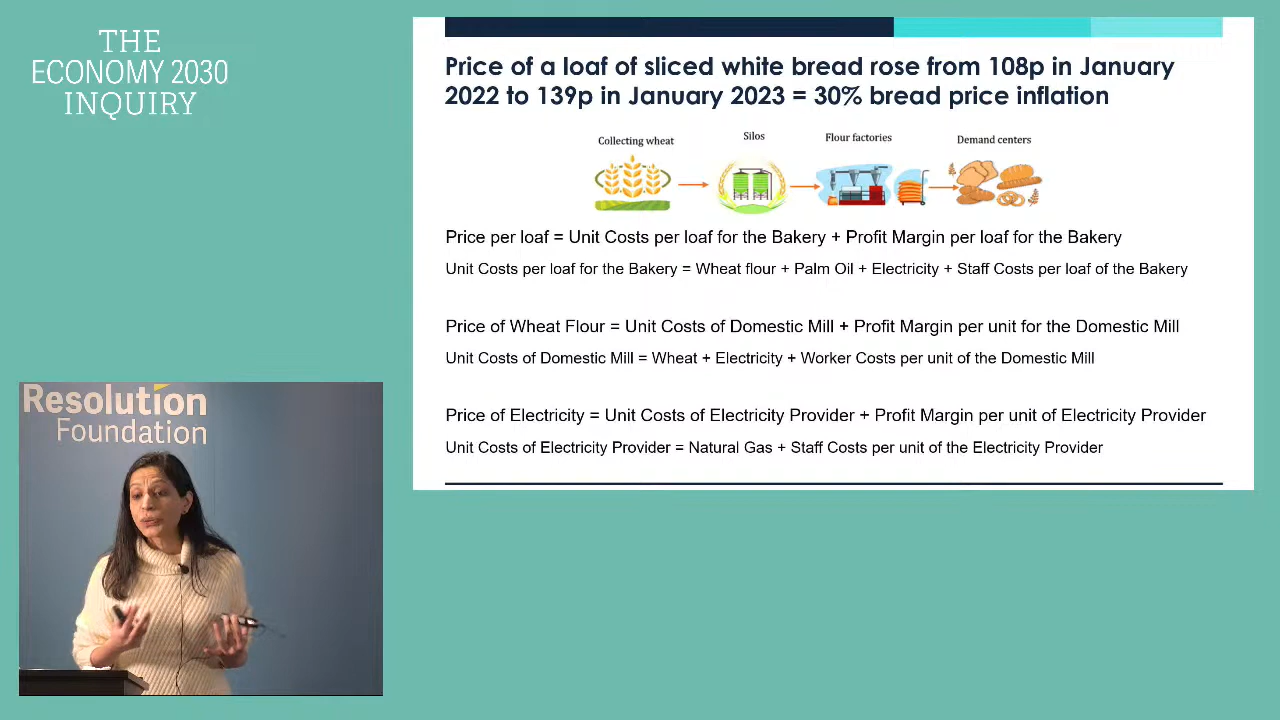 THE
ECONOMY 2030
INQUIRY
Price of a loaf of sliced white bread rose from 108p in January
2022 to 139p in January 2023 = 30% bread price inflation
Collecting wheat
Silos
Flour factories
Demand centers
Price per loaf = Unit Costs per loaf for the Bakery + Profit Margin per loaf for the Bakery
Unit Costs per loaf for the Bakery = Wheat flour + Palm Oil + Electricity + Staff Costs per loaf of the Bakery
Price of Wheat Flour = Unit Costs of Domestic Mill + Profit Margin per unit for the Domestic Mill
Unit Costs of Domestic Mill = Wheat + Electricity + Worker Costs per unit of the Domestic Mill
Price of Electricity = Unit Costs of Electricity Provider + Profit Margin per unit of Electricity Provider
Unit Costs of Electricity Provider = Natural Gas + Staff Costs per unit of the Electricity Provider
Resolution
Foundation